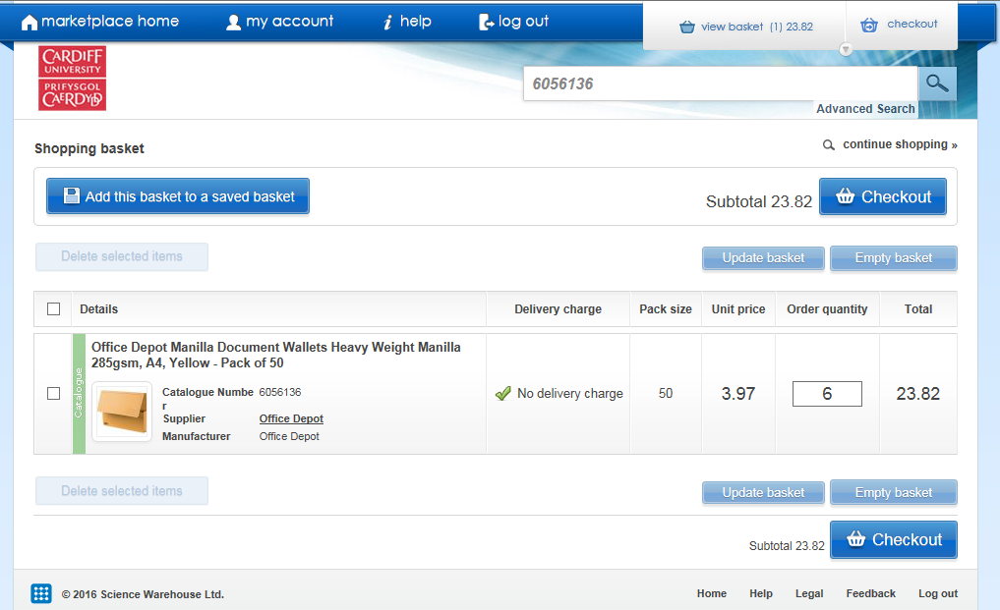 marketplace home my account help log out view basket (1) 23.82 checkout
CARDIFF
UNIVERSITY
PRIFYSGOL
CAERDYDD
6056136
Advanced Search
Shopping basket continue shopping »
Add this basket to a saved basket Subtotal 23.82 Checkout
Delete selected items Update basket Empty basket
Details Delivery charge Pack size Unit price Order quantity Total
Catalogue
Office Depot Manilla Document Wallets Heavy Weight Manilla
285gsm, A4, Yellow - Pack of 50
Catalogue Numbe 6056136
r
Supplier Office Depot
Manufacturer Office Depot
No delivery charge 50 3.97 6 23.82
Delete selected items Update basket Empty basket
Subtotal 23.82 Checkout
© 2016 Science Warehouse Ltd. Home Help Legal Feedback Log out